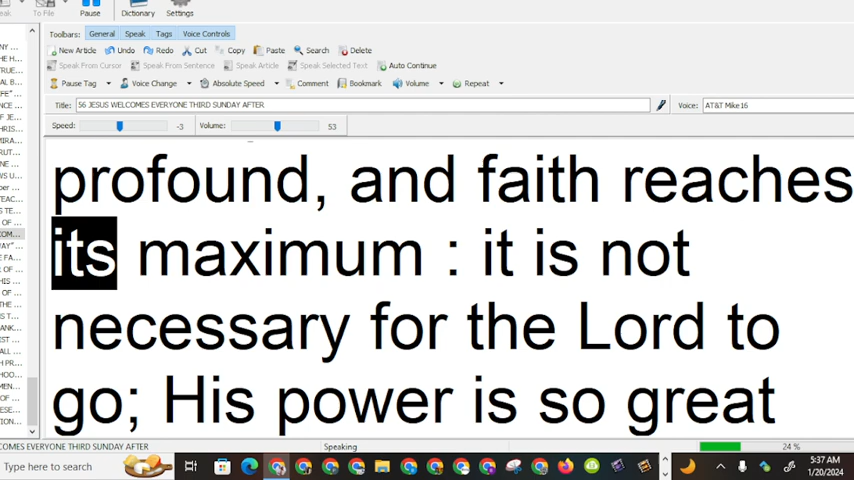 To File
Pause
Dictionary
Settings
Toolbars: General Speak Tags Voice Controls
New Article Undo Redo Cut Copy Paste Search Delete
Speak From Cursor Speak From Sentence Speak Article Speak Selected Text Auto Continue
Pause Tag Voice Change Absolute Speed Comment Bookmark Volume Repeat
Title: 56 JESUS WELCOMES EVERYONE THIRD SUNDAY AFTER Voice: AT&T Mike16
Speed: -3 Volume: 53
profound, and faith reaches
its maximum : it is not
necessary for the Lord to
go; His power is so great
COMES EVERYONE THIRD SUNDAY AFTER Speaking 24 %
Type here to search 5:37 AM
1/20/2024